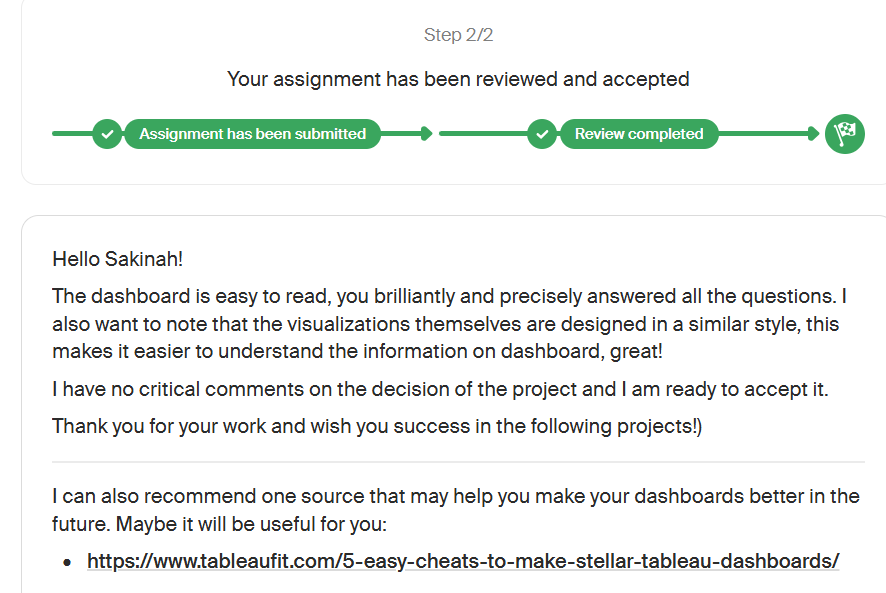 Step 2/2
Your assignment has been reviewed and accepted
Assignment has been submitted
Review completed
Hello Sakinah!
The dashboard is easy to read, you brilliantly and precisely answered all the questions. I
also want to note that the visualizations themselves are designed in a similar style, this
makes it easier to understand the information on dashboard, great!
I have no critical comments on the decision of the project and I am ready to accept it.
Thank you for your work and wish you success in the following projects!)
I can also recommend one source that may help you make your dashboards better in the
future. Maybe it will be useful for you:
• https://www.tableaufit.com/5-easy-cheats-to-make-stellar-tableau-dashboards/